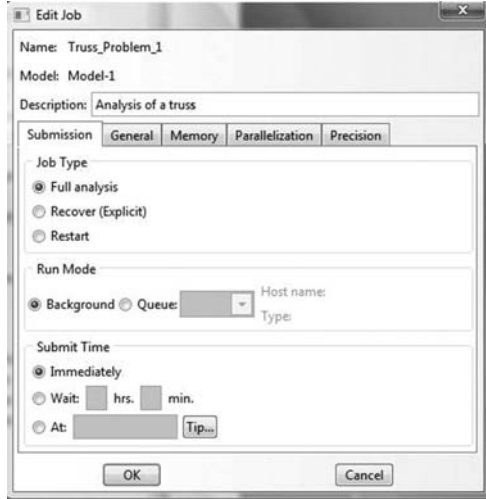 Edit Job
Name: Truss_Problem_1
Model: Model-1
Description: Analysis of a truss
Submission General Memory Parallelization Precision
Job Type
Full analysis
Recover (Explicit)
Restart
Run Mode
Background Queue: Host name:
Type:
Submit Time
Immediately
Wait: hrs. min.
At: Tip...
OK Cancel